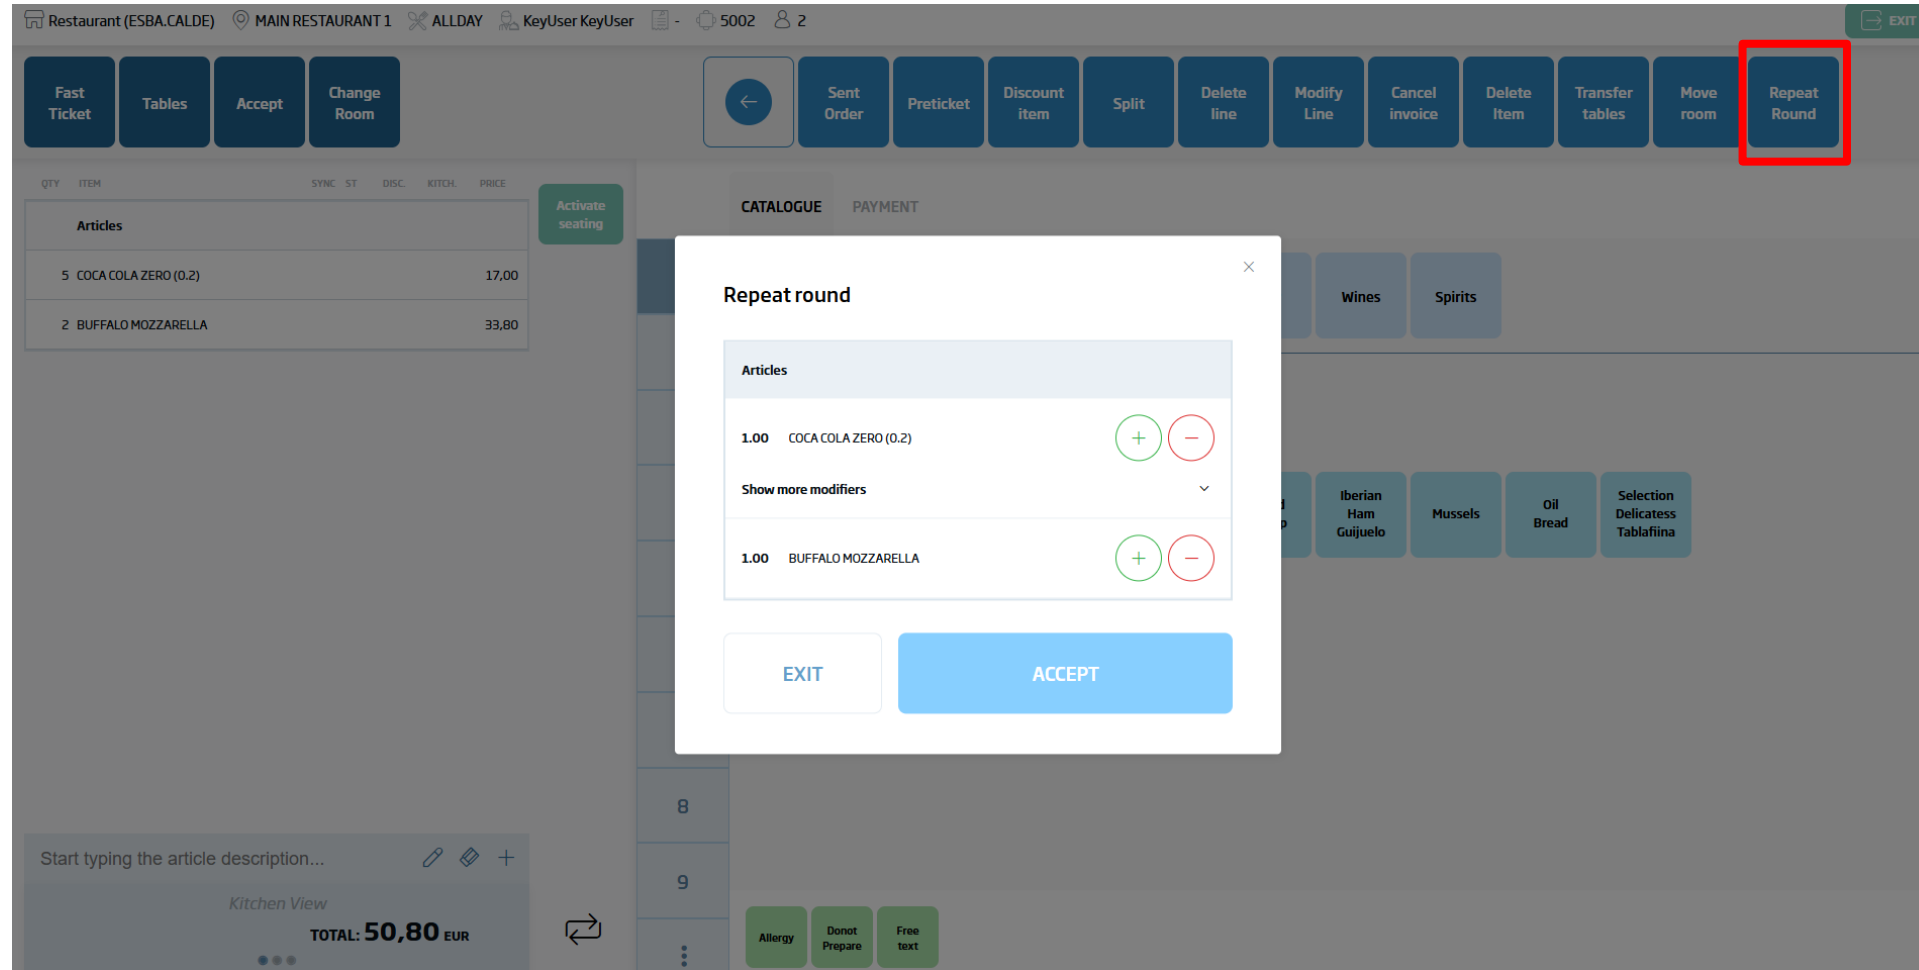 Restaurant (ESBA.CALDE) MAIN RESTAURANT 1 ALLDAY KeyUser KeyUser - 5002 2 EXIT
Fast Ticket
Tables
Accept
Change Room
Sent Order
Preticket
Discount item
Split
Delete line
Modify Line
Cancel invoice
Delete Item
Transfer tables
Move room
Repeat Round
QTY ITEM SYNC ST DISC. KITCH. PRICE
Articles
5 COCA COLA ZERO (0.2) 17,00
2 BUFFALO MOZZARELLA 33,80
Activate seating
CATALOGUE PAYMENT
Wines
Spirits
Repeat round
Articles
1.00 COCA COLA ZERO (0.2)
Show more modifiers
1.00 BUFFALO MOZZARELLA
EXIT ACCEPT
Iberian Ham Guijuelo
Mussels
Oil Bread
Selection Delicatess Tablafiina
8
9
Start typing the article description...
Kitchen View
TOTAL: 50,80 EUR
Allergy
Donot Prepare
Free text